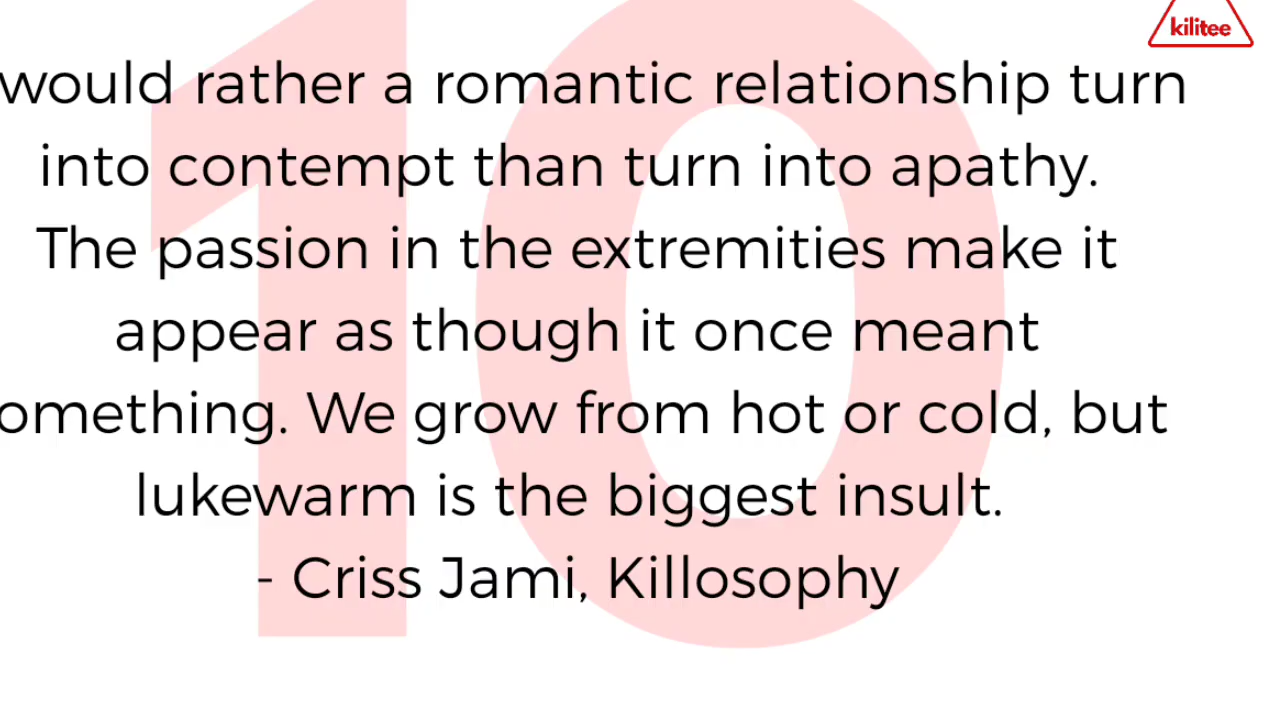 kilitee
would rather a romantic relationship turn
into contempt than turn into apathy.
The passion in the extremities make it
appear as though it once meant
omething. We grow from hot or cold, but
lukewarm is the biggest insult.
- Criss Jami, Killosophy
10